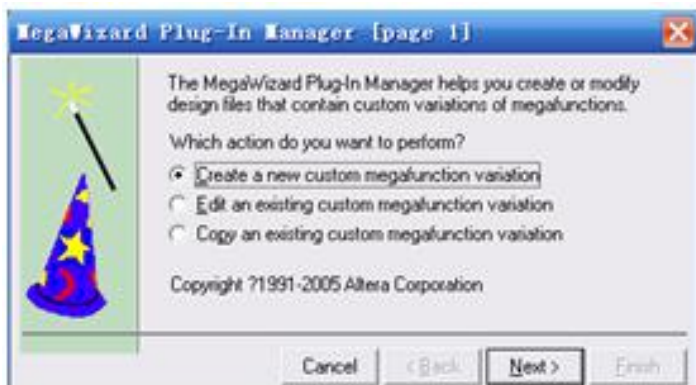 MegaWizard Plug-In Manager [page 1]
The MegaWizard Plug-In Manager helps you create or modify
design files that contain custom variations of megafunctions.
Which action do you want to perform?
Create a new custom megafunction variation
Edit an existing custom megafunction variation
Copy an existing custom megafunction variation
Copyright ?1991-2005 Altera Corporation
Cancel < Back Next > Finish